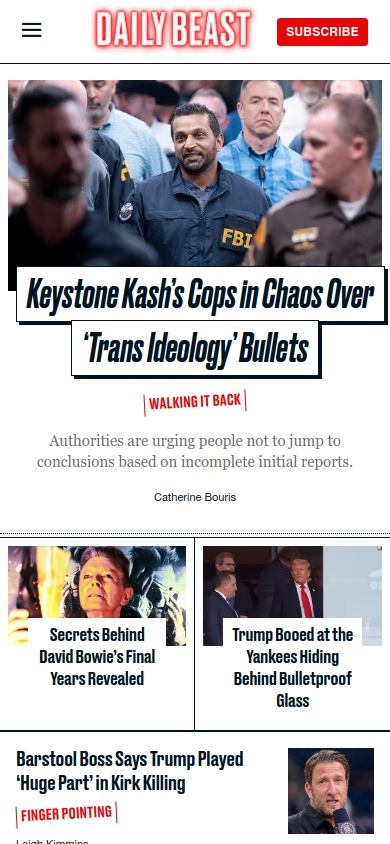 DAILY BEAST
SUBSCRIBE
FBI
Keystone Kash’s Cops in Chaos Over
‘Trans Ideology’ Bullets
WALKING IT BACK
Authorities are urging people not to jump to
conclusions based on incomplete initial reports.
Catherine Bouris
Secrets Behind
David Bowie’s Final
Years Revealed
Trump Booed at the
Yankees Hiding
Behind Bulletproof
Glass
Barstool Boss Says Trump Played
‘Huge Part’ in Kirk Killing
FINGER POINTING
Leigh Kimmins